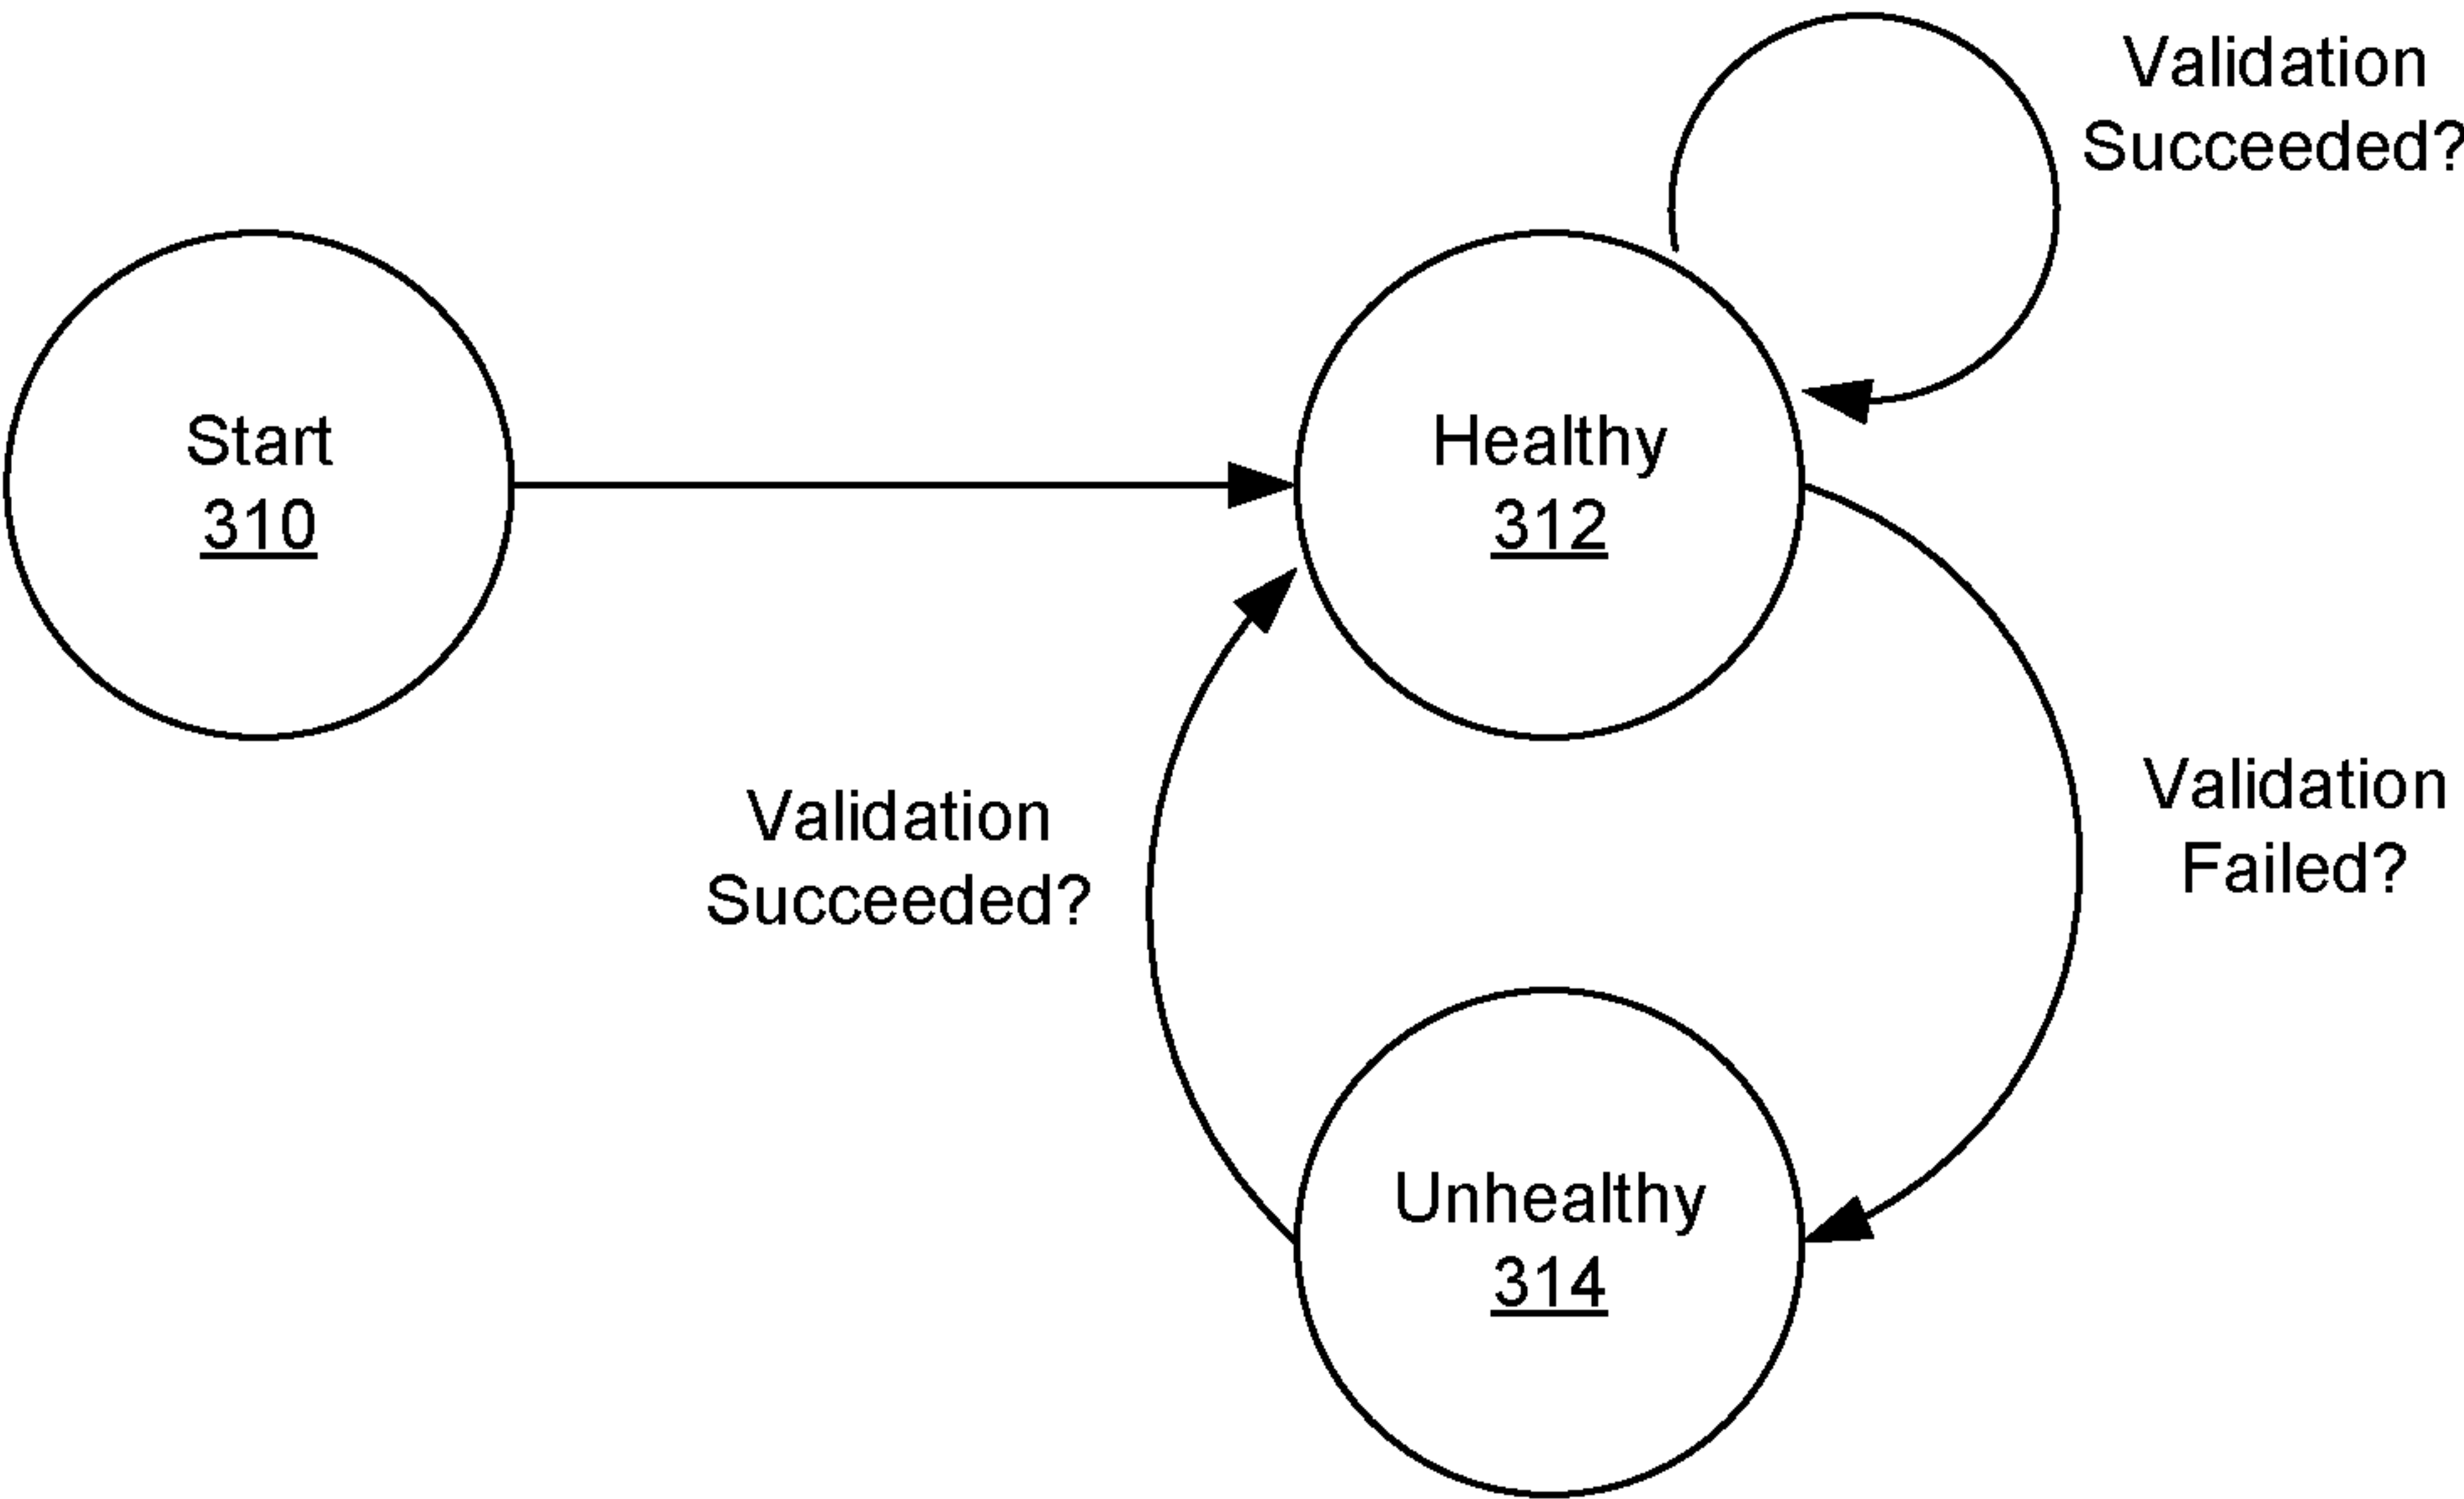 Validation
Succeeded?
Start
310
Healthy
312
Validation
Succeeded?
Validation
Failed?
Unhealthy
314